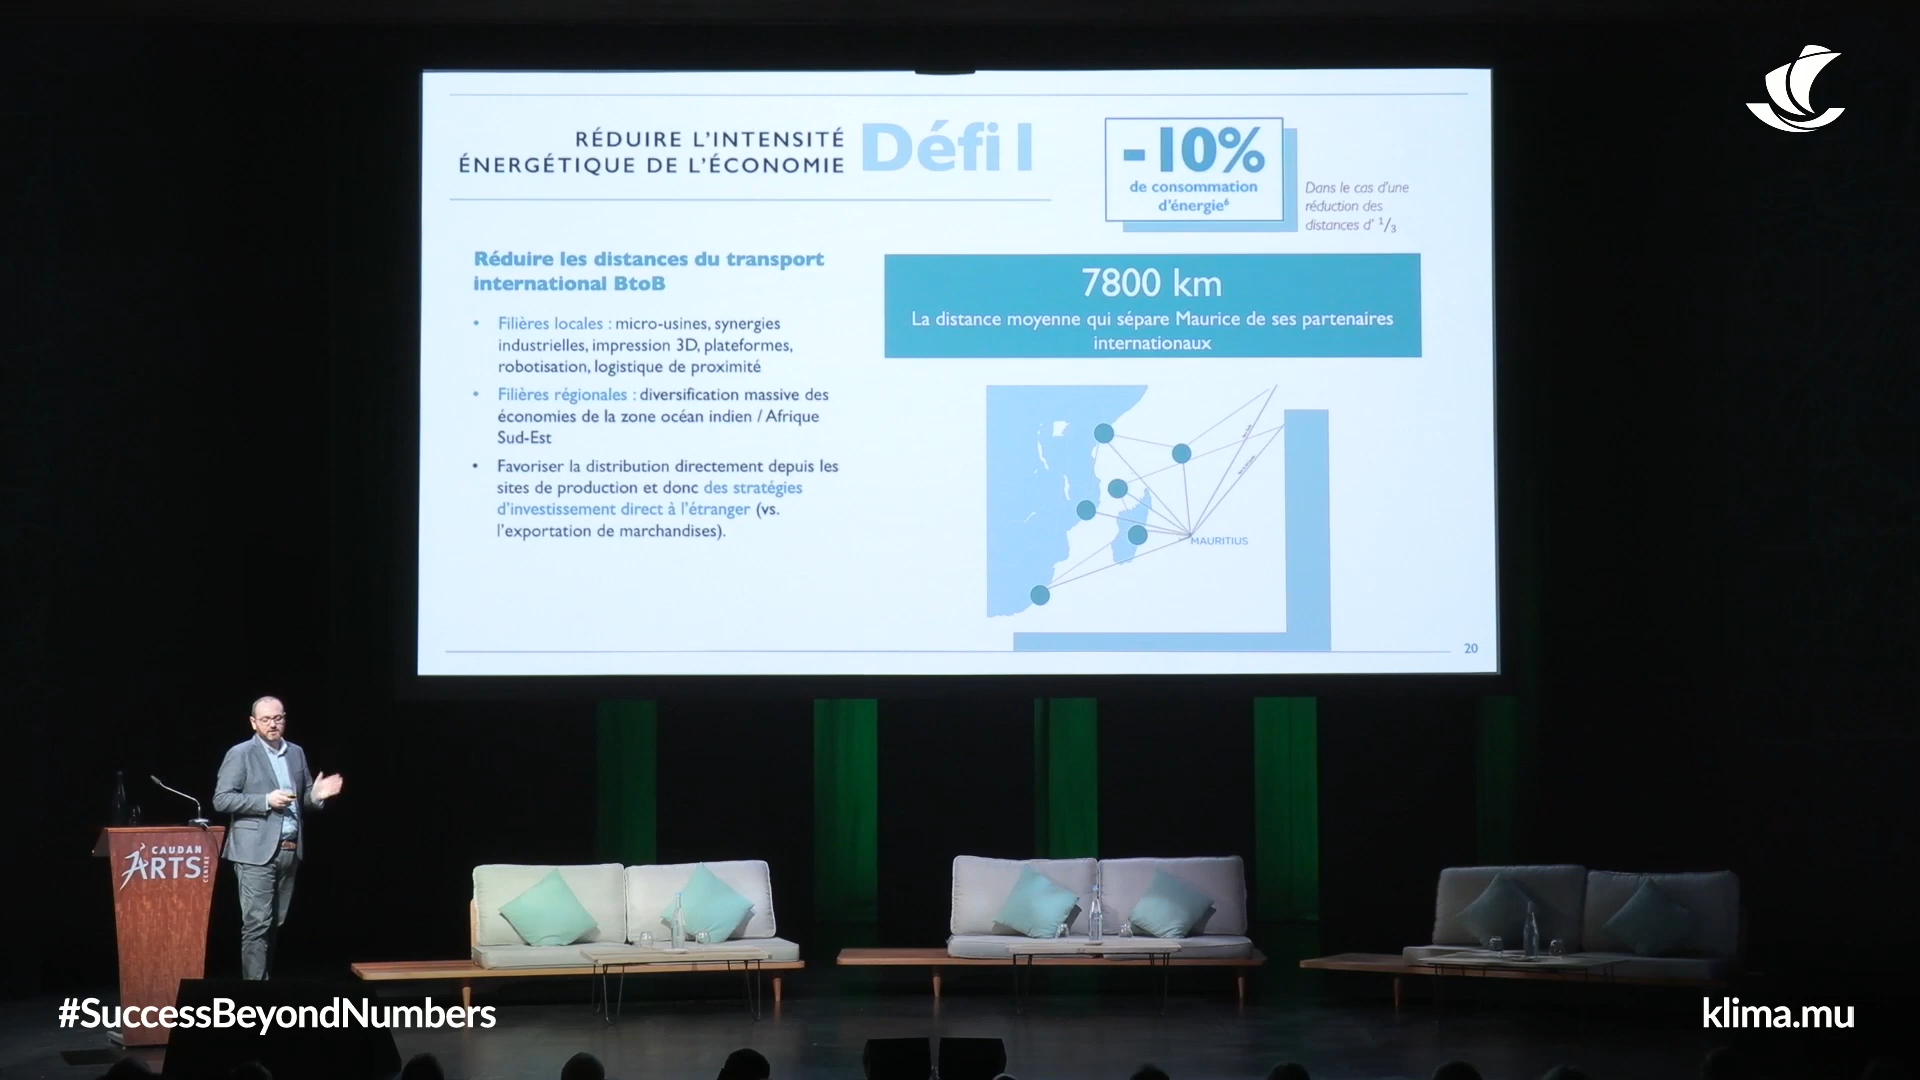 RÉDUIRE L'INTENSITÉ
ÉNERGÉTIQUE DE L'ÉCONOMIE
Défi 1
-10%
de consommation
d'énergie⁶
Dans le cas d'une
réduction des
distances d' 1/3
Réduire les distances du transport
international BtoB
• Filières locales : micro-usines, synergies
industrielles, impression 3D, plateformes,
robotisation, logistique de proximité
• Filières régionales : diversification massive des
économies de la zone océan indien / Afrique
Sud-Est
• Favoriser la distribution directement depuis les
sites de production et donc des stratégies
d'investissement direct à l'étranger (vs.
l'exportation de marchandises).
7800 km
La distance moyenne qui sépare Maurice de ses partenaires
internationaux
MAURITIUS
20
CAUDAN
ARTS
CENTRE
#SuccessBeyondNumbers
klima.mu